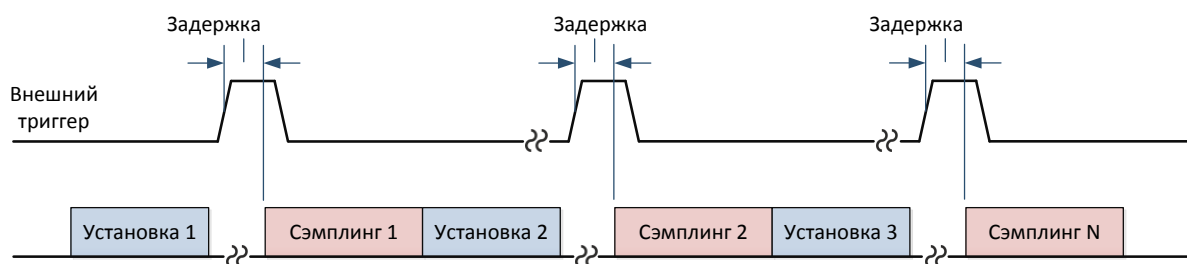 Задержка
Задержка
Задержка
Внешний
триггер
Установка 1
Сэмплинг 1
Установка 2
Сэмплинг 2
Установка 3
Сэмплинг N